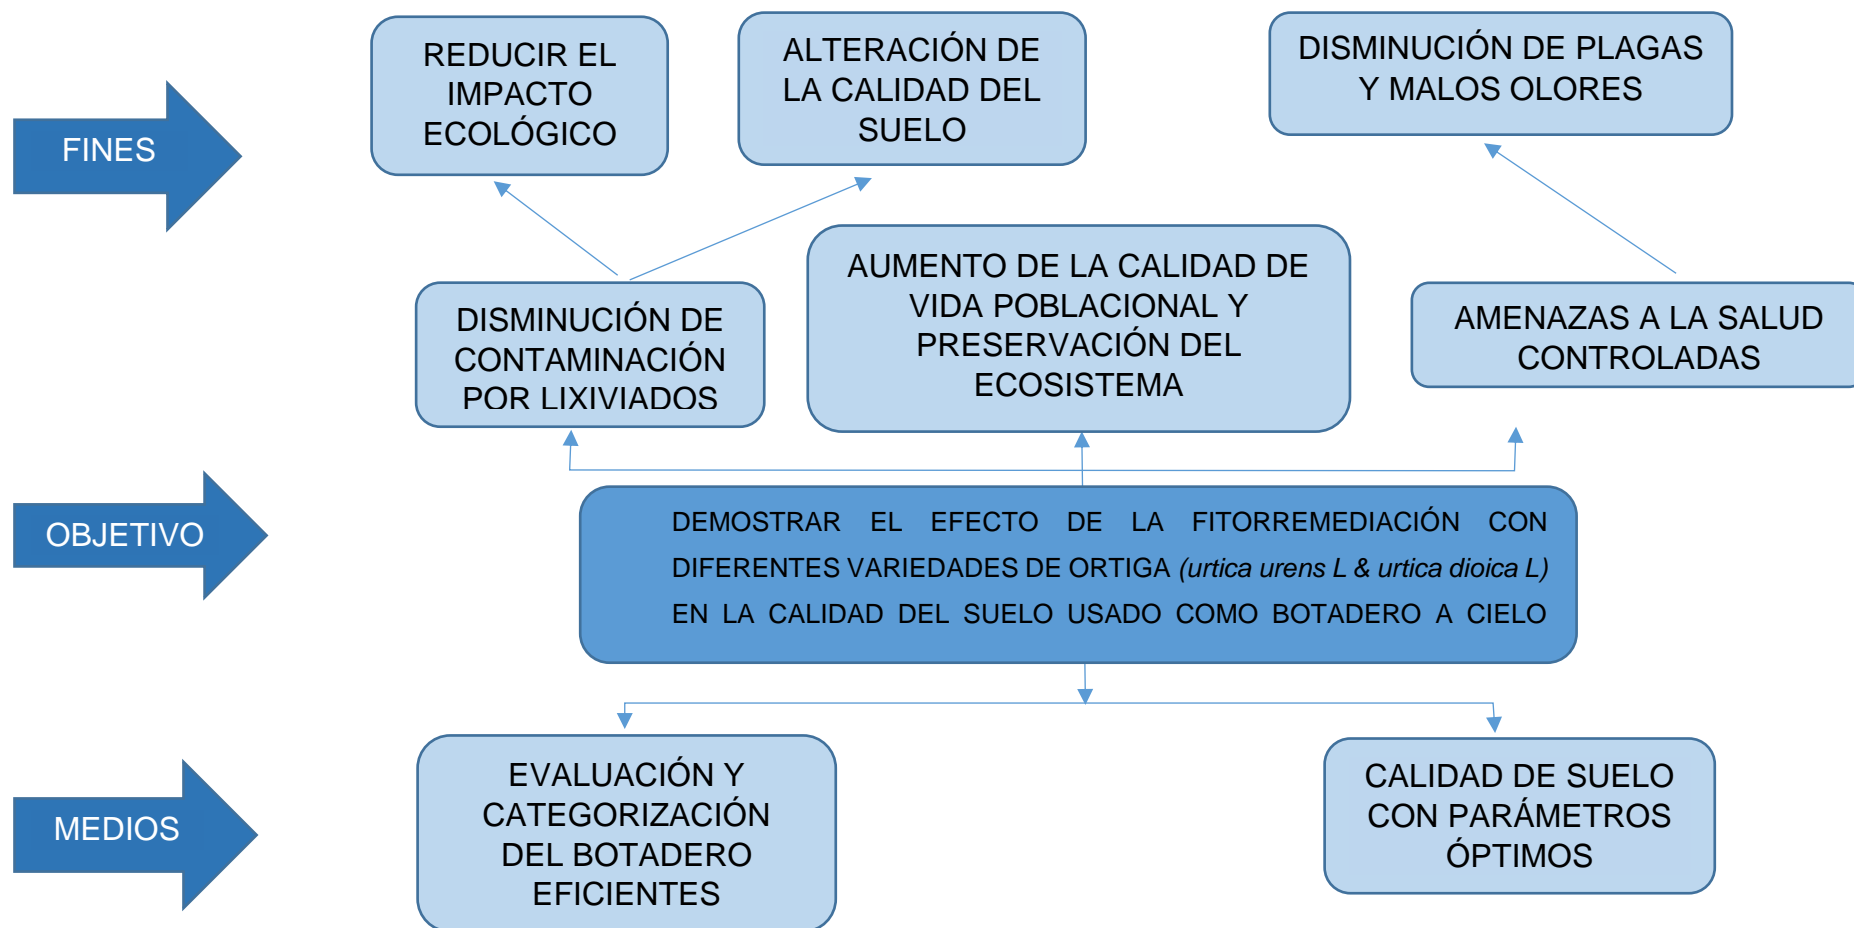 REDUCIR EL
IMPACTO
ECOLÓGICO
ALTERACIÓN DE
LA CALIDAD DEL
SUELO
DISMINUCIÓN DE PLAGAS
Y MALOS OLORES
FINES
DISMINUCIÓN DE
CONTAMINACIÓN
POR LIXIVIADOS
AUMENTO DE LA CALIDAD DE
VIDA POBLACIONAL Y
PRESERVACIÓN DEL
ECOSISTEMA
AMENAZAS A LA SALUD
CONTROLADAS
OBJETIVO
DEMOSTRAR EL EFECTO DE LA FITORREMEDIACIÓN CON
DIFERENTES VARIEDADES DE ORTIGA (urtica urens L & urtica dioica L)
EN LA CALIDAD DEL SUELO USADO COMO BOTADERO A CIELO
MEDIOS
EVALUACIÓN Y
CATEGORIZACIÓN
DEL BOTADERO
EFICIENTES
CALIDAD DE SUELO
CON PARÁMETROS
ÓPTIMOS